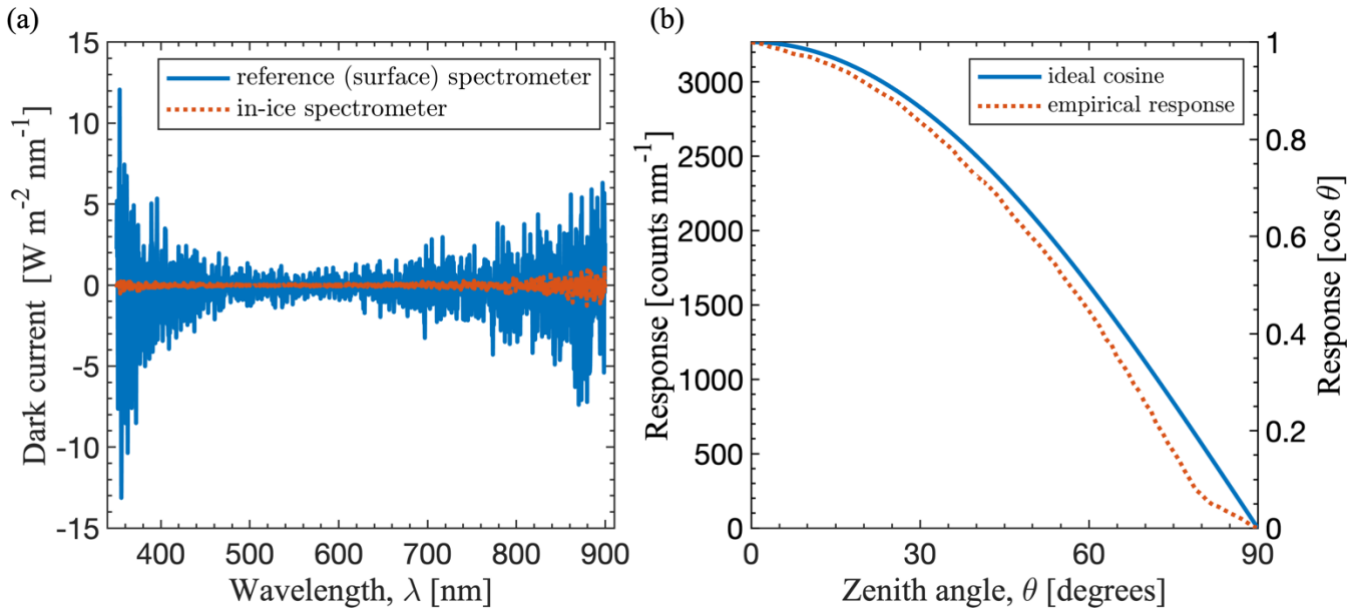 (a)
15
10
5
0
-5
-10
-15
Dark current [W m⁻² nm⁻¹]
reference (surface) spectrometer
in-ice spectrometer
400 500 600 700 800 900
Wavelength, λ [nm]
(b)
3000
2500
2000
1500
1000
500
0
Response [counts nm⁻¹]
ideal cosine
empirical response
1
0.8
0.6
0.4
0.2
0
Response [cos θ]
0 30 60 90
Zenith angle, θ [degrees]